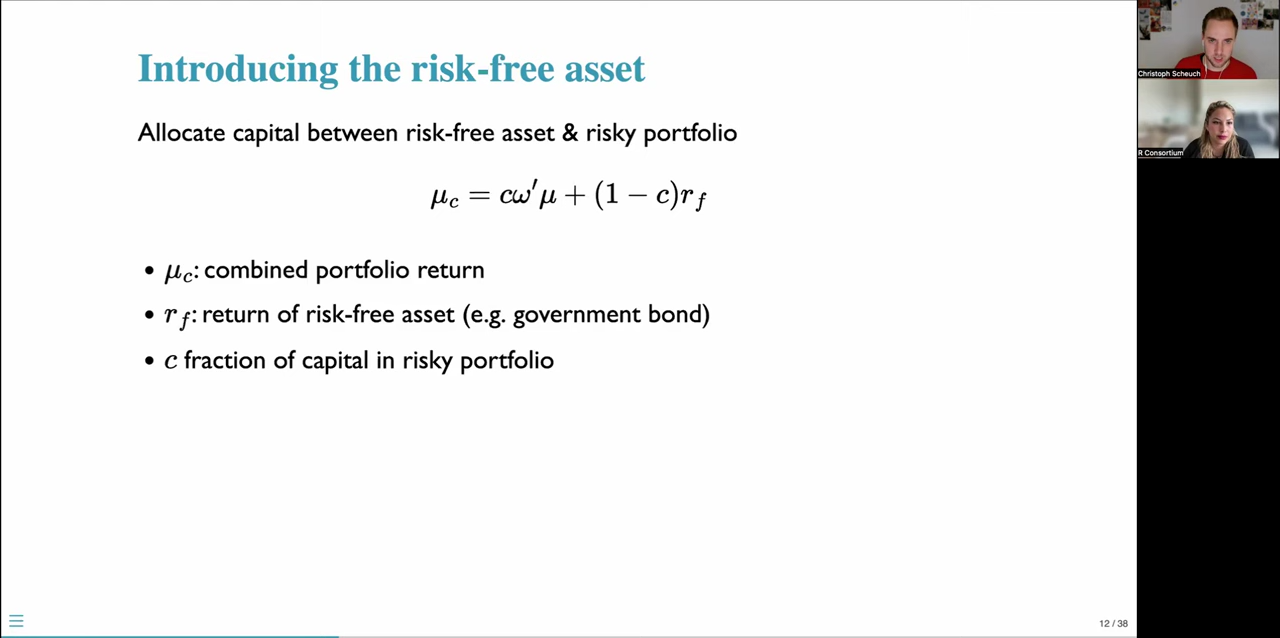 Introducing the risk-free asset
Allocate capital between risk-free asset & risky portfolio
μ_c = cω′μ + (1 − c)r_f
• μ_c: combined portfolio return
• r_f: return of risk-free asset (e.g. government bond)
• c fraction of capital in risky portfolio
12 / 38
Christoph Scheuch
R Consortium